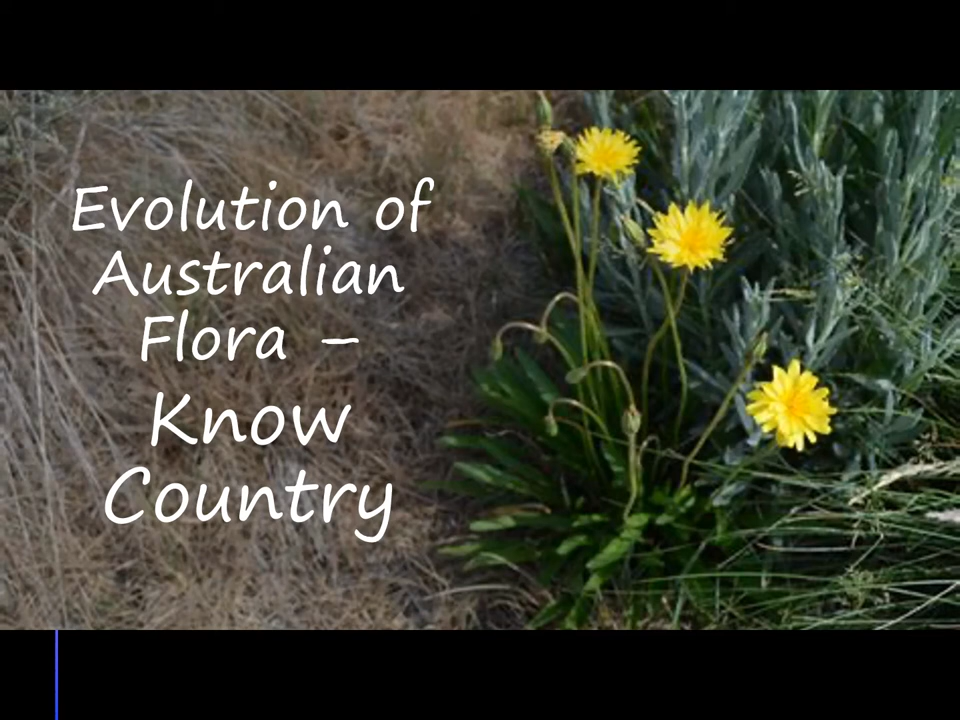 Evolution of
Australian
Flora –
Know
Country